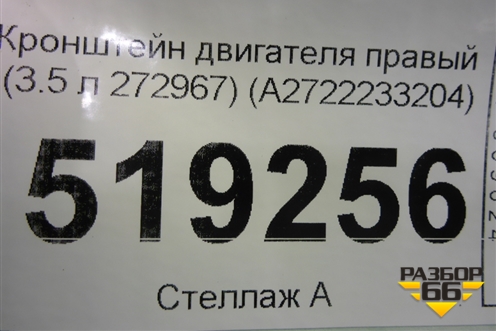 Кронштейн двигателя правый
(3.5 л 272967) (A2722233204)
519256
Стеллаж А
РАЗБОР
66